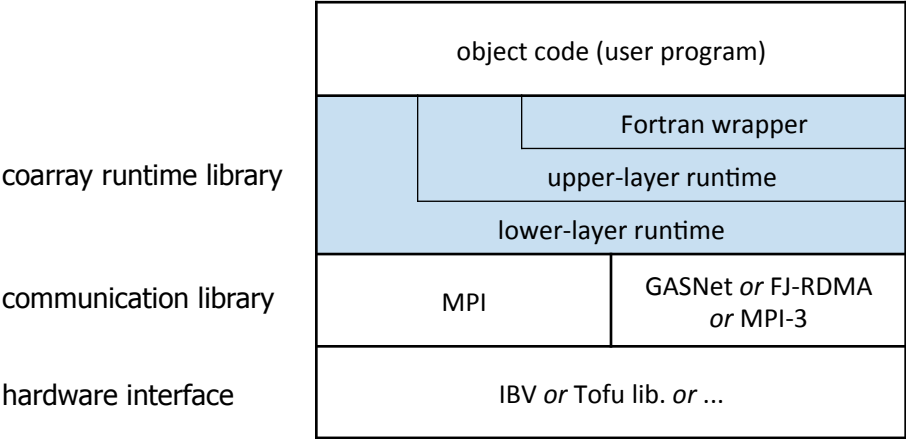 object code (user program)
Fortran wrapper
coarray runtime library
upper-layer runtime
lower-layer runtime
communication library
MPI
GASNet or FJ-RDMA
or MPI-3
hardware interface
IBV or Tofu lib. or ...